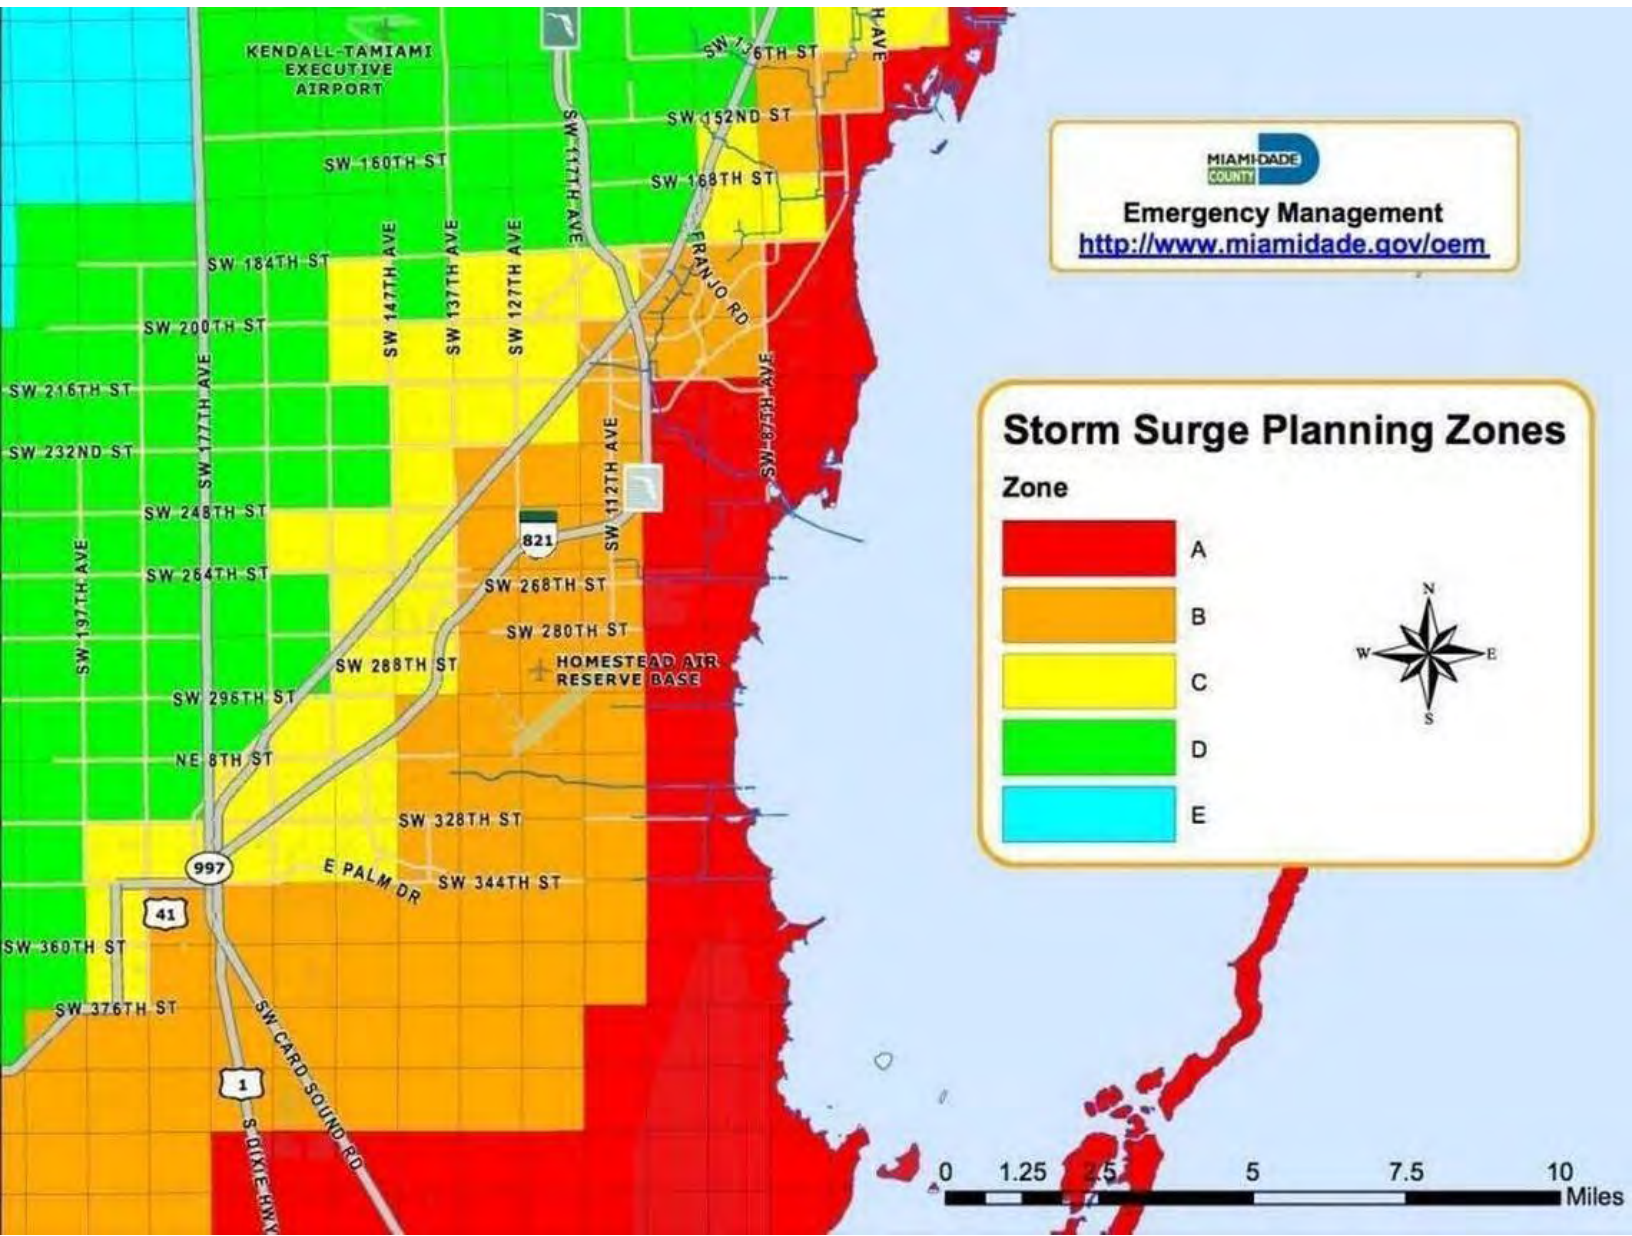 KENDALL-TAMIAMI
EXECUTIVE
AIRPORT
SW 136TH ST
H AVE
SW 152ND ST
SW 117TH AVE
SW 160TH ST
SW 168TH ST
MIAMI-DADE
COUNTY
Emergency Management
http://www.miamidade.gov/oem
SW 184TH ST
SW 147TH AVE
SW 137TH AVE
SW 127TH AVE
FRANJO RD
SW 200TH ST
SW 177TH AVE
SW 216TH ST
SW 87TH AVE
SW 232ND ST
SW 112TH AVE
SW 248TH ST
821
SW 197TH AVE
SW 264TH ST
SW 268TH ST
SW 280TH ST
SW 288TH ST
HOMESTEAD AIR
RESERVE BASE
SW 296TH ST
NE 8TH ST
SW 328TH ST
997
E PALM DR
SW 344TH ST
41
SW 360TH ST
SW 376TH ST
SW CARD SOUND RD
1
S DIXIE HWY
Storm Surge Planning Zones
Zone
A
B
C
D
E
N
W E
S
0 1.25 2.5 5 7.5 10
Miles